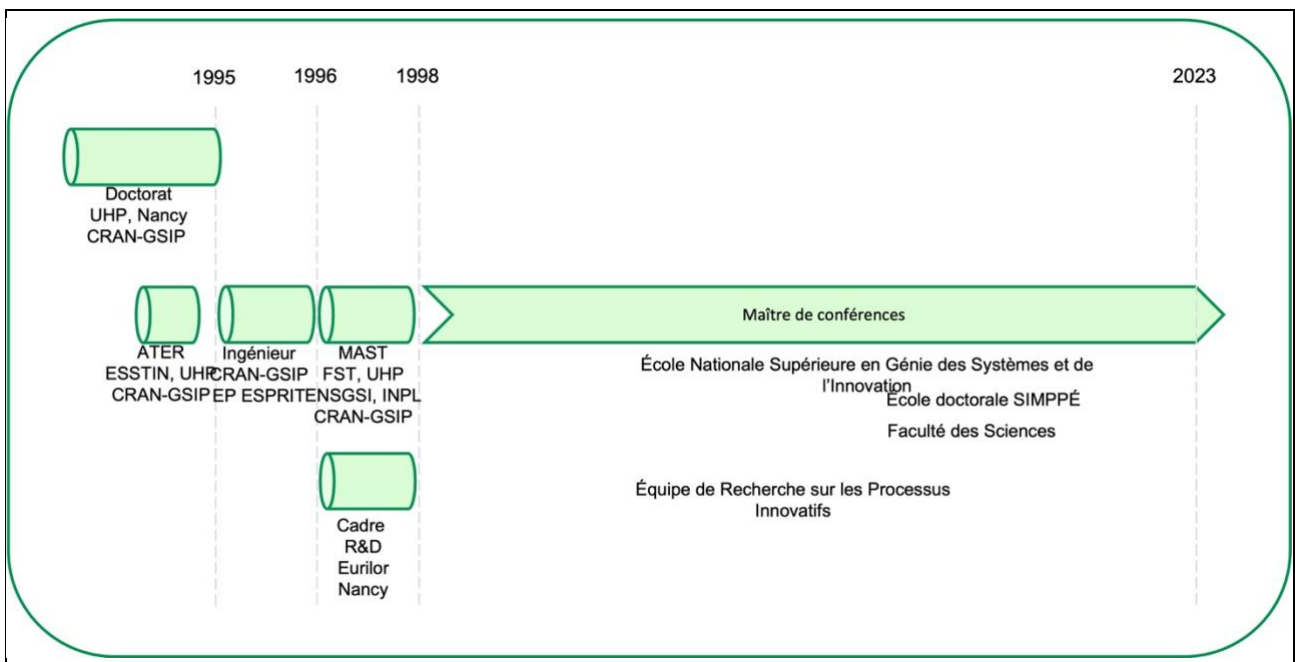 1995
1996
1998
2023
Doctorat
UHP, Nancy
CRAN-GSIP
ATER
ESSTIN, UHP
CRAN-GSIP
Ingénieur
CRAN-GSIP
EP ESPRIT
MAST
FST, UHP
ENSGSI, INPL
CRAN-GSIP
Maître de conférences
École Nationale Supérieure en Génie des Systèmes et de
l’Innovation
École doctorale SIMPPÉ
Faculté des Sciences
Cadre
R&D
Eurilor
Nancy
Équipe de Recherche sur les Processus
Innovatifs